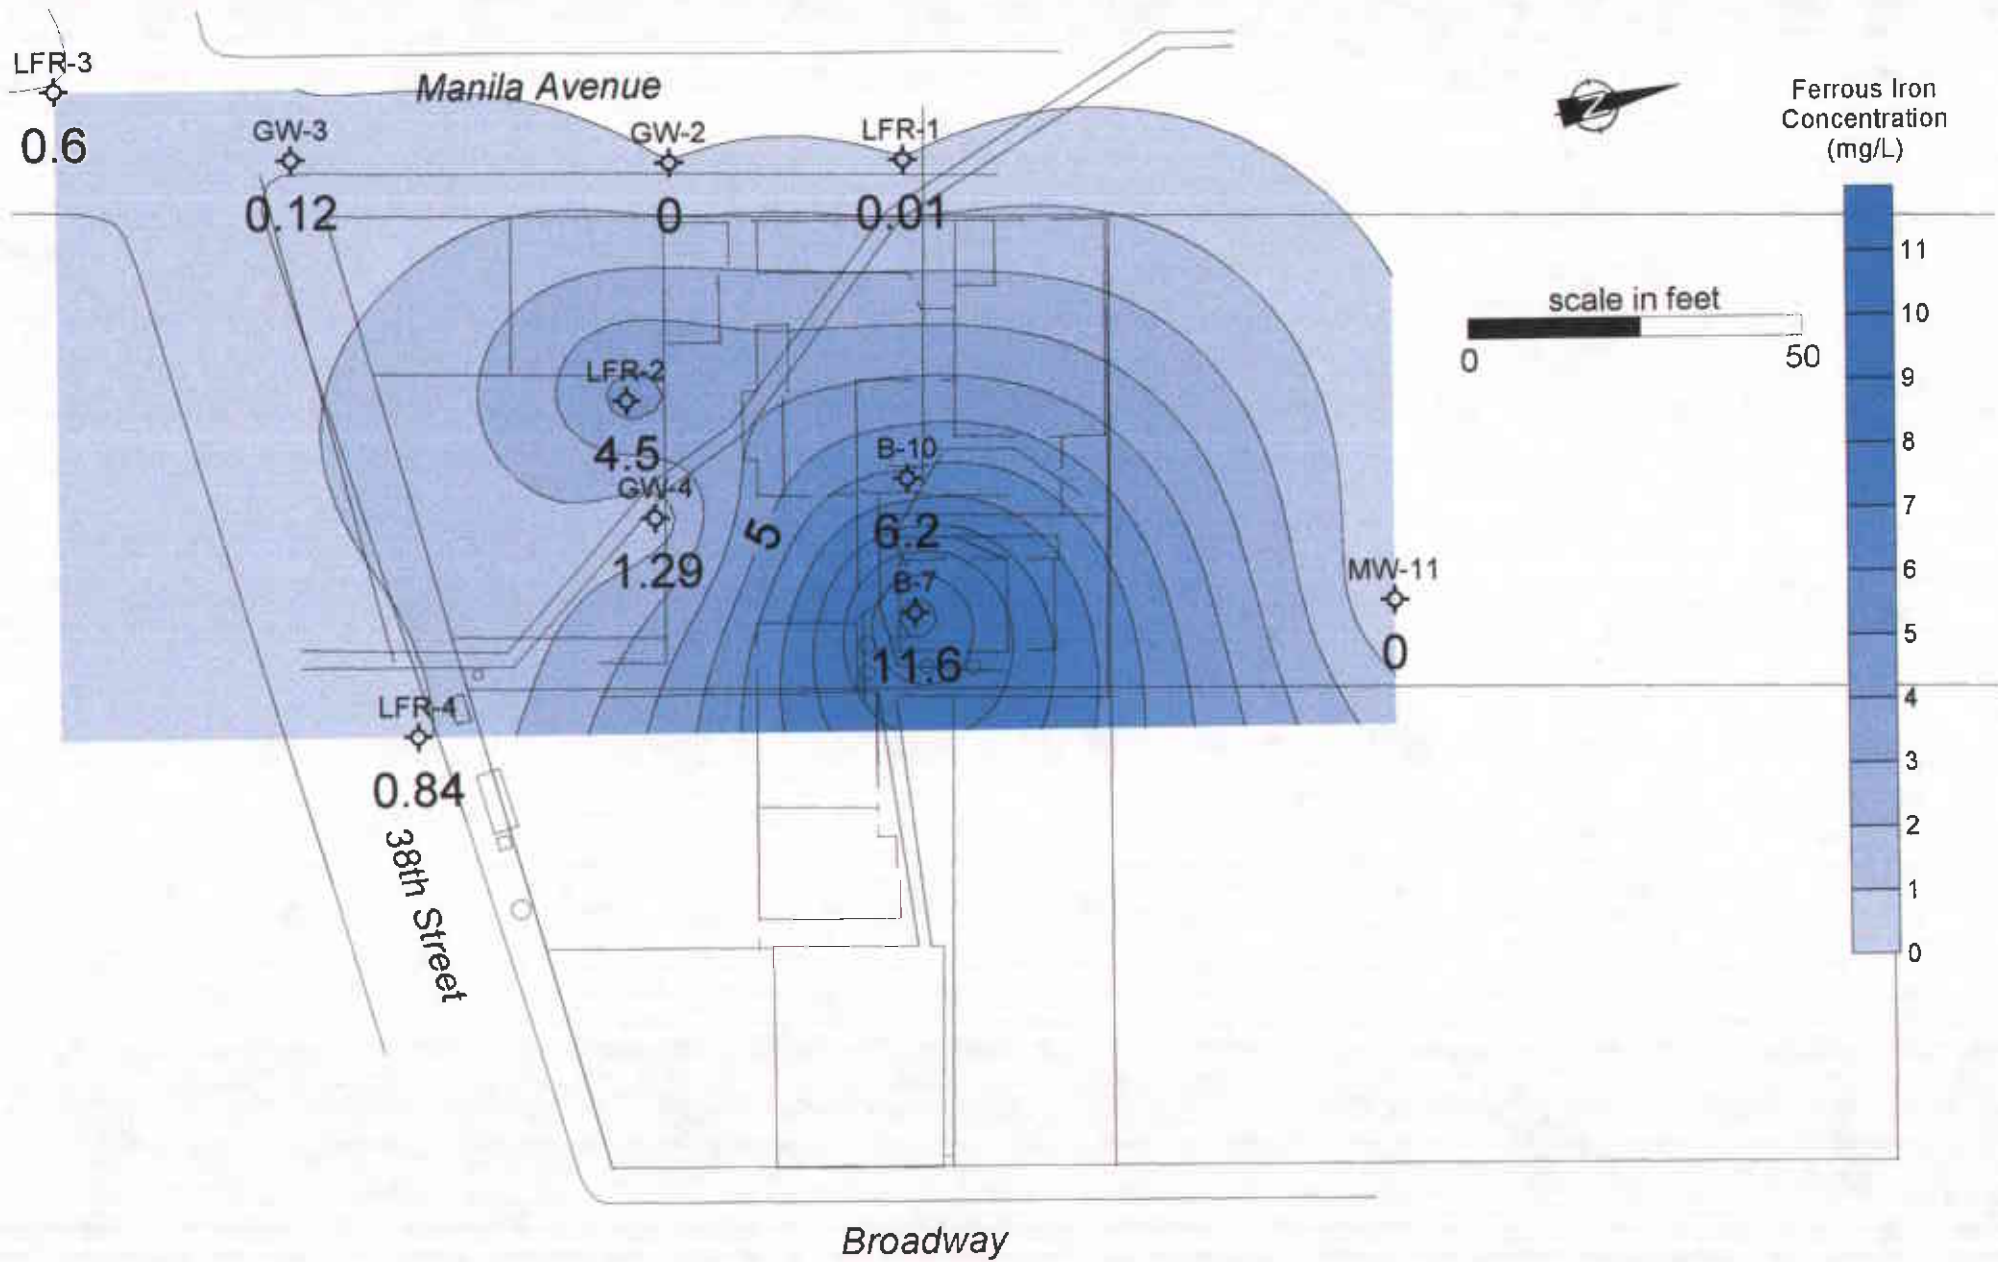 LFR-3
0.6
Manila Avenue
GW-3
0.12
GW-2
0
LFR-1
0.01
N
Ferrous Iron
Concentration
(mg/L)
11
10
9
8
7
6
5
4
3
2
1
0
scale in feet
0
50
LFR-2
4.5
GW-4
1.29
5
B-10
6.2
B-7
11.6
MW-11
0
LFR-4
0.84
38th Street
Broadway